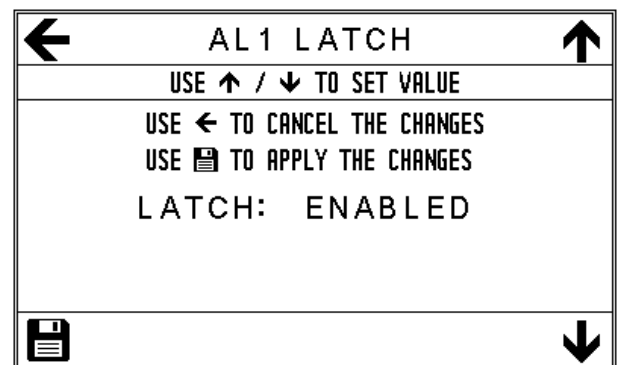 AL1 LATCH
USE ↑ / ↓ TO SET VALUE
USE ← TO CANCEL THE CHANGES
USE 💾 TO APPLY THE CHANGES
LATCH: ENABLED